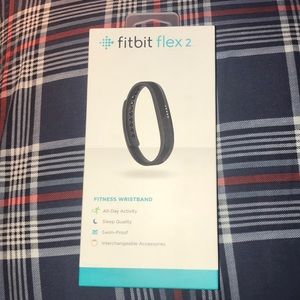 fitbit flex 2
FITNESS WRISTBAND
All-Day Activity
Sleep Quality
Swim-Proof
Interchangeable Accessories